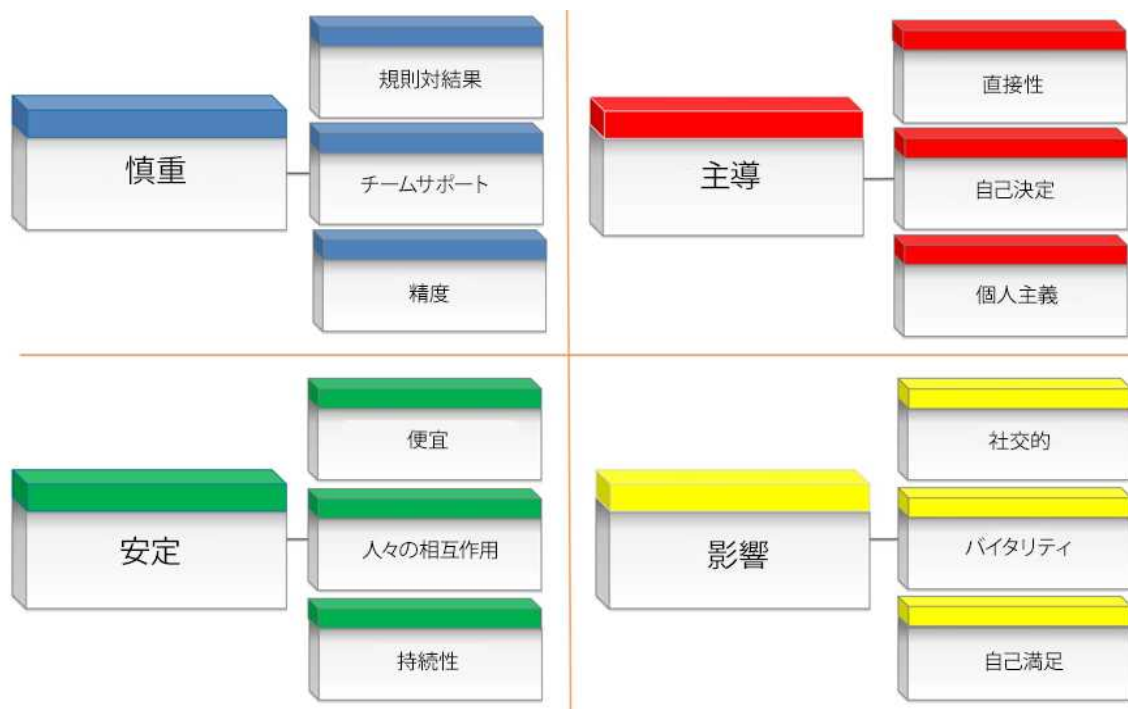 慎重
規則対結果
チームサポート
精度
主導
直接性
自己決定
個人主義
安定
便宜
人々の相互作用
持続性
影響
社交的
バイタリティ
自己満足